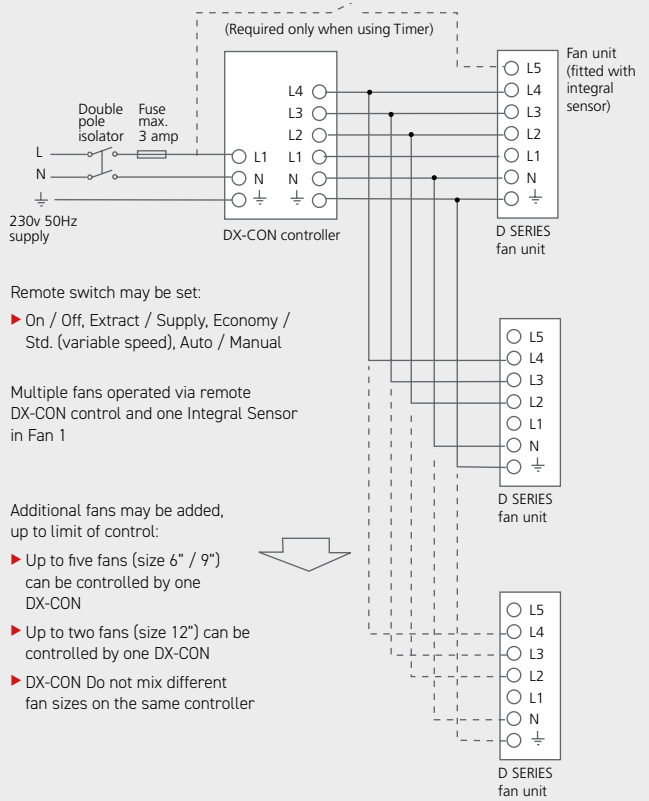 (Required only when using Timer)
Fan unit
(fitted with
integral
sensor)
L5
L4
L3
L2
L1
N
D SERIES
fan unit
L4
L3
L2
L1
N
L1
N
DX-CON controller
Double
pole
isolator
Fuse
max.
3 amp
L
N
230v 50Hz
supply
Remote switch may be set:
On / Off, Extract / Supply, Economy /
Std. (variable speed), Auto / Manual
Multiple fans operated via remote
DX-CON control and one Integral Sensor
in Fan 1
L5
L4
L3
L2
L1
N
D SERIES
fan unit
Additional fans may be added,
up to limit of control:
Up to five fans (size 6" / 9")
can be controlled by one
DX-CON
Up to two fans (size 12") can be
controlled by one DX-CON
DX-CON Do not mix different
fan sizes on the same controller
L5
L4
L3
L2
L1
N
D SERIES
fan unit